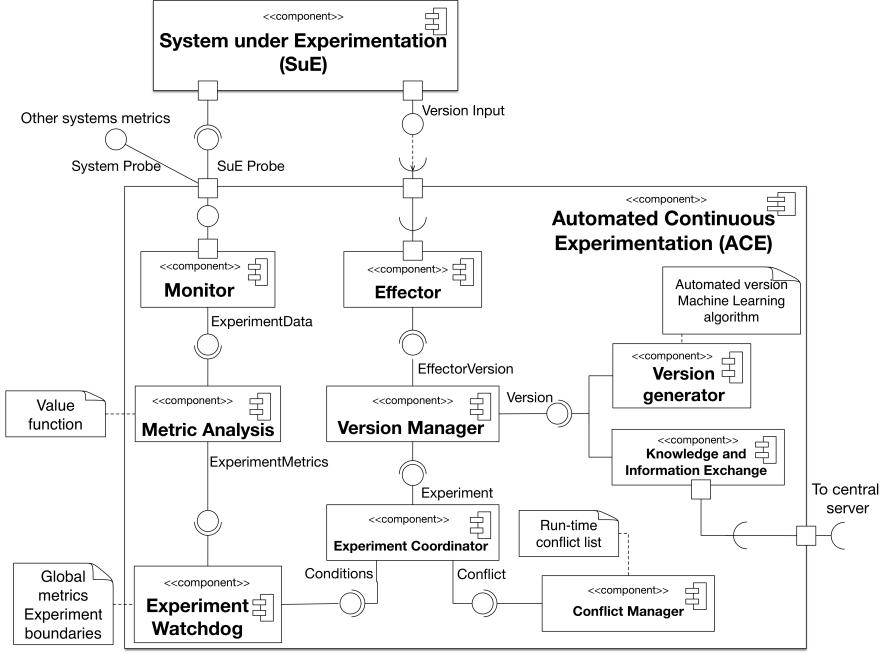 <<component>>
System under Experimentation
(SuE)
Version Input
Other systems metrics
System Probe
SuE Probe
<<component>>
Automated Continuous
Experimentation (ACE)
<<component>>
Monitor
<<component>>
Effector
Automated version
Machine Learning
algorithm
ExperimentData
EffectorVersion
<<component>>
Version
generator
Value
function
<<component>>
Metric Analysis
<<component>>
Version Manager
Version
<<component>>
Knowledge and
Information Exchange
ExperimentMetrics
Experiment
To central
server
<<component>>
Experiment Coordinator
Run-time
conflict list
Conditions
Conflict
Global
metrics
Experiment
boundaries
<<component>>
Experiment
Watchdog
<<component>>
Conflict Manager